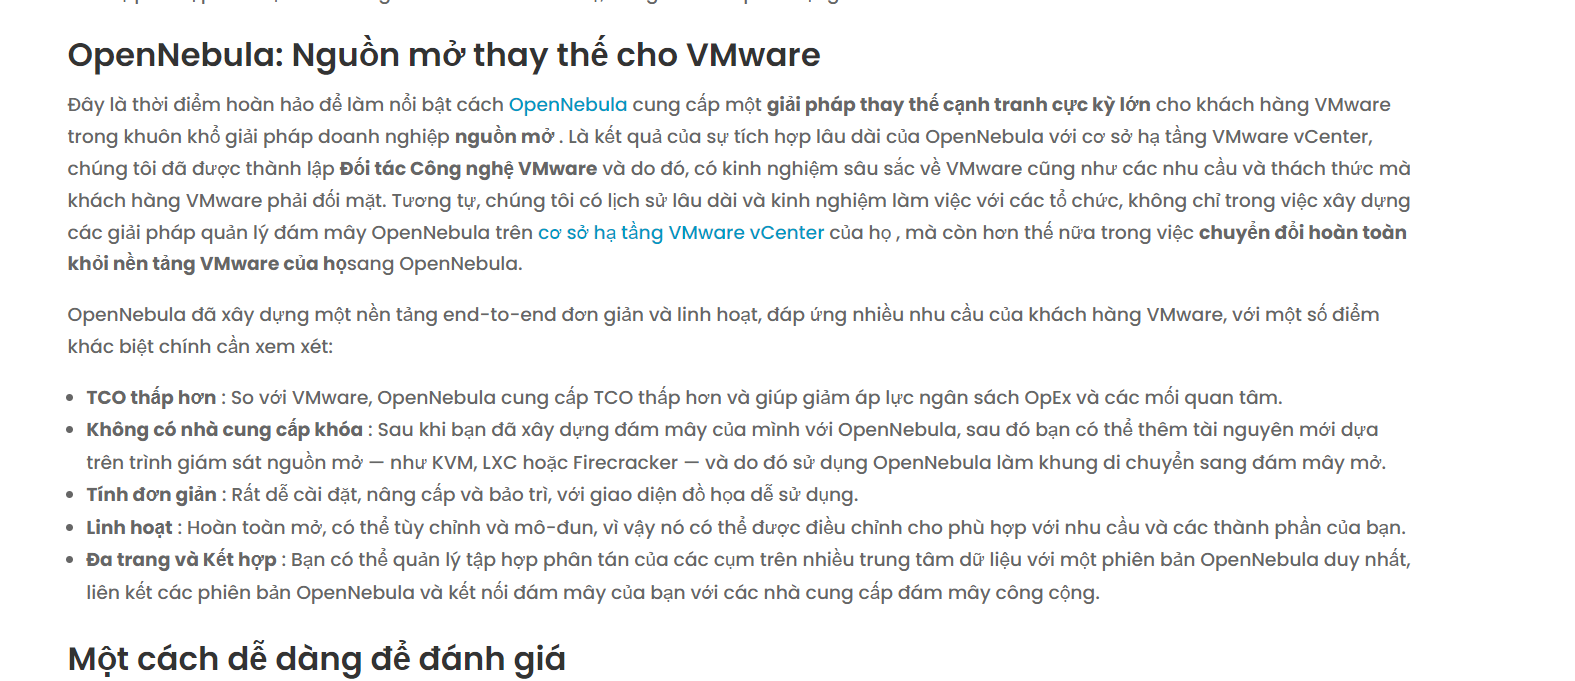 OpenNebula: Nguồn mở thay thế cho VMware
Đây là thời điểm hoàn hảo để làm nổi bật cách OpenNebula cung cấp một giải pháp thay thế cạnh tranh cực kỳ lớn cho khách hàng VMware
trong khuôn khổ giải pháp doanh nghiệp nguồn mở . Là kết quả của sự tích hợp lâu dài của OpenNebula với cơ sở hạ tầng VMware vCenter,
chúng tôi đã được thành lập Đối tác Công nghệ VMware và do đó, có kinh nghiệm sâu sắc về VMware cũng như các nhu cầu và thách thức mà
khách hàng VMware phải đối mặt. Tương tự, chúng tôi có lịch sử lâu dài và kinh nghiệm làm việc với các tổ chức, không chỉ trong việc xây dựng
các giải pháp quản lý đám mây OpenNebula trên cơ sở hạ tầng VMware vCenter của họ , mà còn hơn thế nữa trong việc chuyển đổi hoàn toàn
khỏi nền tảng VMware của họsang OpenNebula.
OpenNebula đã xây dựng một nền tảng end-to-end đơn giản và linh hoạt, đáp ứng nhiều nhu cầu của khách hàng VMware, với một số điểm
khác biệt chính cần xem xét:
• TCO thấp hơn : So với VMware, OpenNebula cung cấp TCO thấp hơn và giúp giảm áp lực ngân sách OpEx và các mối quan tâm.
• Không có nhà cung cấp khóa : Sau khi bạn đã xây dựng đám mây của mình với OpenNebula, sau đó bạn có thể thêm tài nguyên mới dựa
trên trình giám sát nguồn mở — như KVM, LXC hoặc Firecracker — và do đó sử dụng OpenNebula làm khung di chuyển sang đám mây mở.
• Tính đơn giản : Rất dễ cài đặt, nâng cấp và bảo trì, với giao diện đồ họa dễ sử dụng.
• Linh hoạt : Hoàn toàn mở, có thể tùy chỉnh và mô-đun, vì vậy nó có thể được điều chỉnh cho phù hợp với nhu cầu và các thành phần của bạn.
• Đa trang và Kết hợp : Bạn có thể quản lý tập hợp phân tán của các cụm trên nhiều trung tâm dữ liệu với một phiên bản OpenNebula duy nhất,
liên kết các phiên bản OpenNebula và kết nối đám mây của bạn với các nhà cung cấp đám mây công cộng.
Một cách dễ dàng để đánh giá